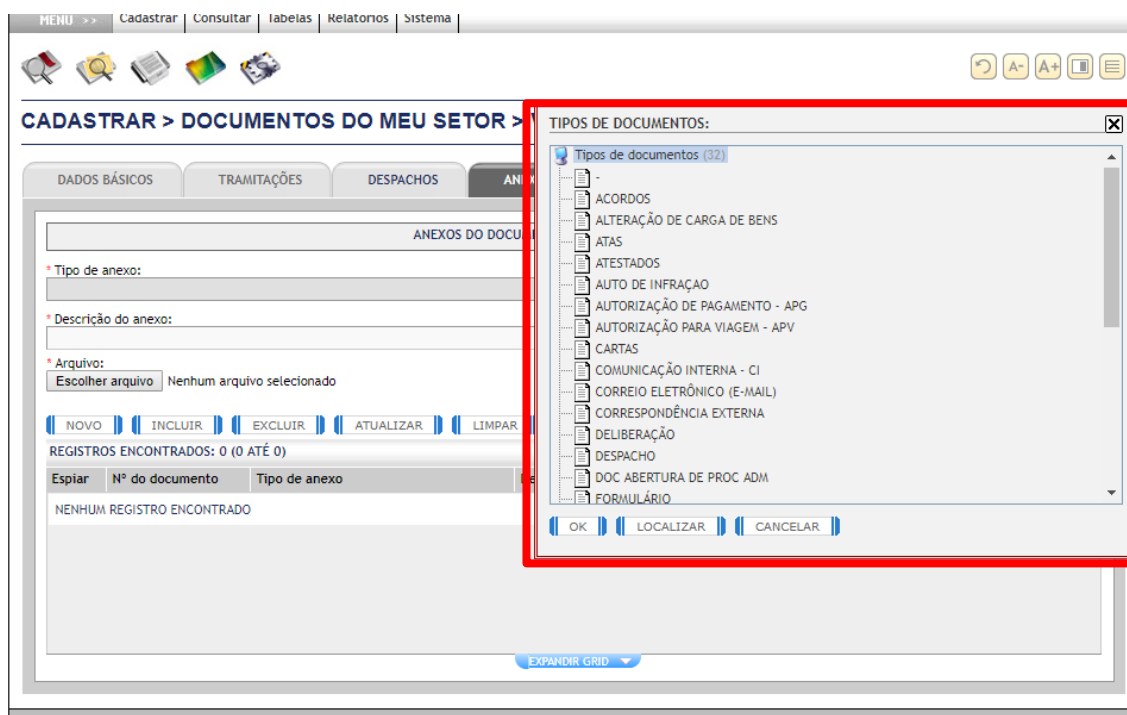 MENU >> Cadastrar Consultar Tabelas Relatórios Sistema
A- A+
CADASTRAR > DOCUMENTOS DO MEU SETOR >
DADOS BÁSICOS TRAMITAÇÕES DESPACHOS
ANEXOS DO
* Tipo de anexo:
* Descrição do anexo:
* Arquivo:
Escolher arquivo Nenhum arquivo selecionado
NOVO INCLUIR EXCLUIR ATUALIZAR LIMPAR
REGISTROS ENCONTRADOS: 0 (0 ATÉ 0)
Espiar Nº do documento Tipo de anexo
NENHUM REGISTRO ENCONTRADO
EXPANDIR GRID
TIPOS DE DOCUMENTOS:
Tipos de documentos (32)
-
ACORDOS
ALTERAÇÃO DE CARGA DE BENS
ATAS
ATESTADOS
AUTO DE INFRAÇAO
AUTORIZAÇÃO DE PAGAMENTO - APG
AUTORIZAÇÃO PARA VIAGEM - APV
CARTAS
COMUNICAÇÃO INTERNA - CI
CORREIO ELETRÔNICO (E-MAIL)
CORRESPONDÊNCIA EXTERNA
DELIBERAÇÃO
DESPACHO
DOC ABERTURA DE PROC ADM
FORMULÁRIO
OK LOCALIZAR CANCELAR